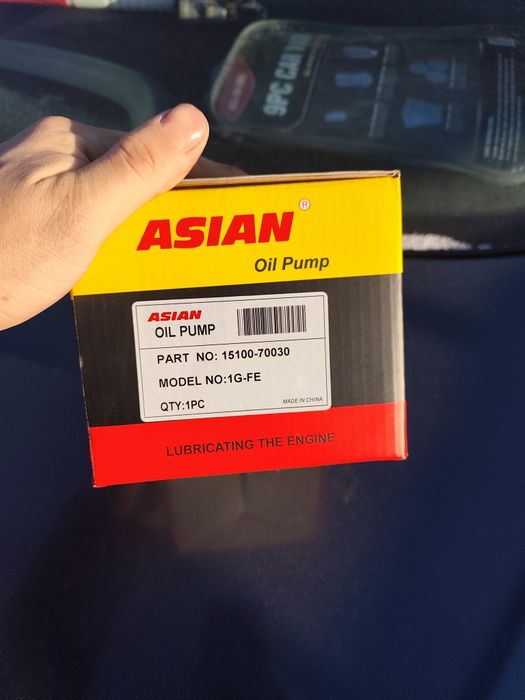 9PC CAR
ASIAN ®
Oil Pump
ASIAN
OIL PUMP
PART NO: 15100-70030
MODEL NO:1G-FE
QTY:1PC
MADE IN CHINA
LUBRICATING THE ENGINE